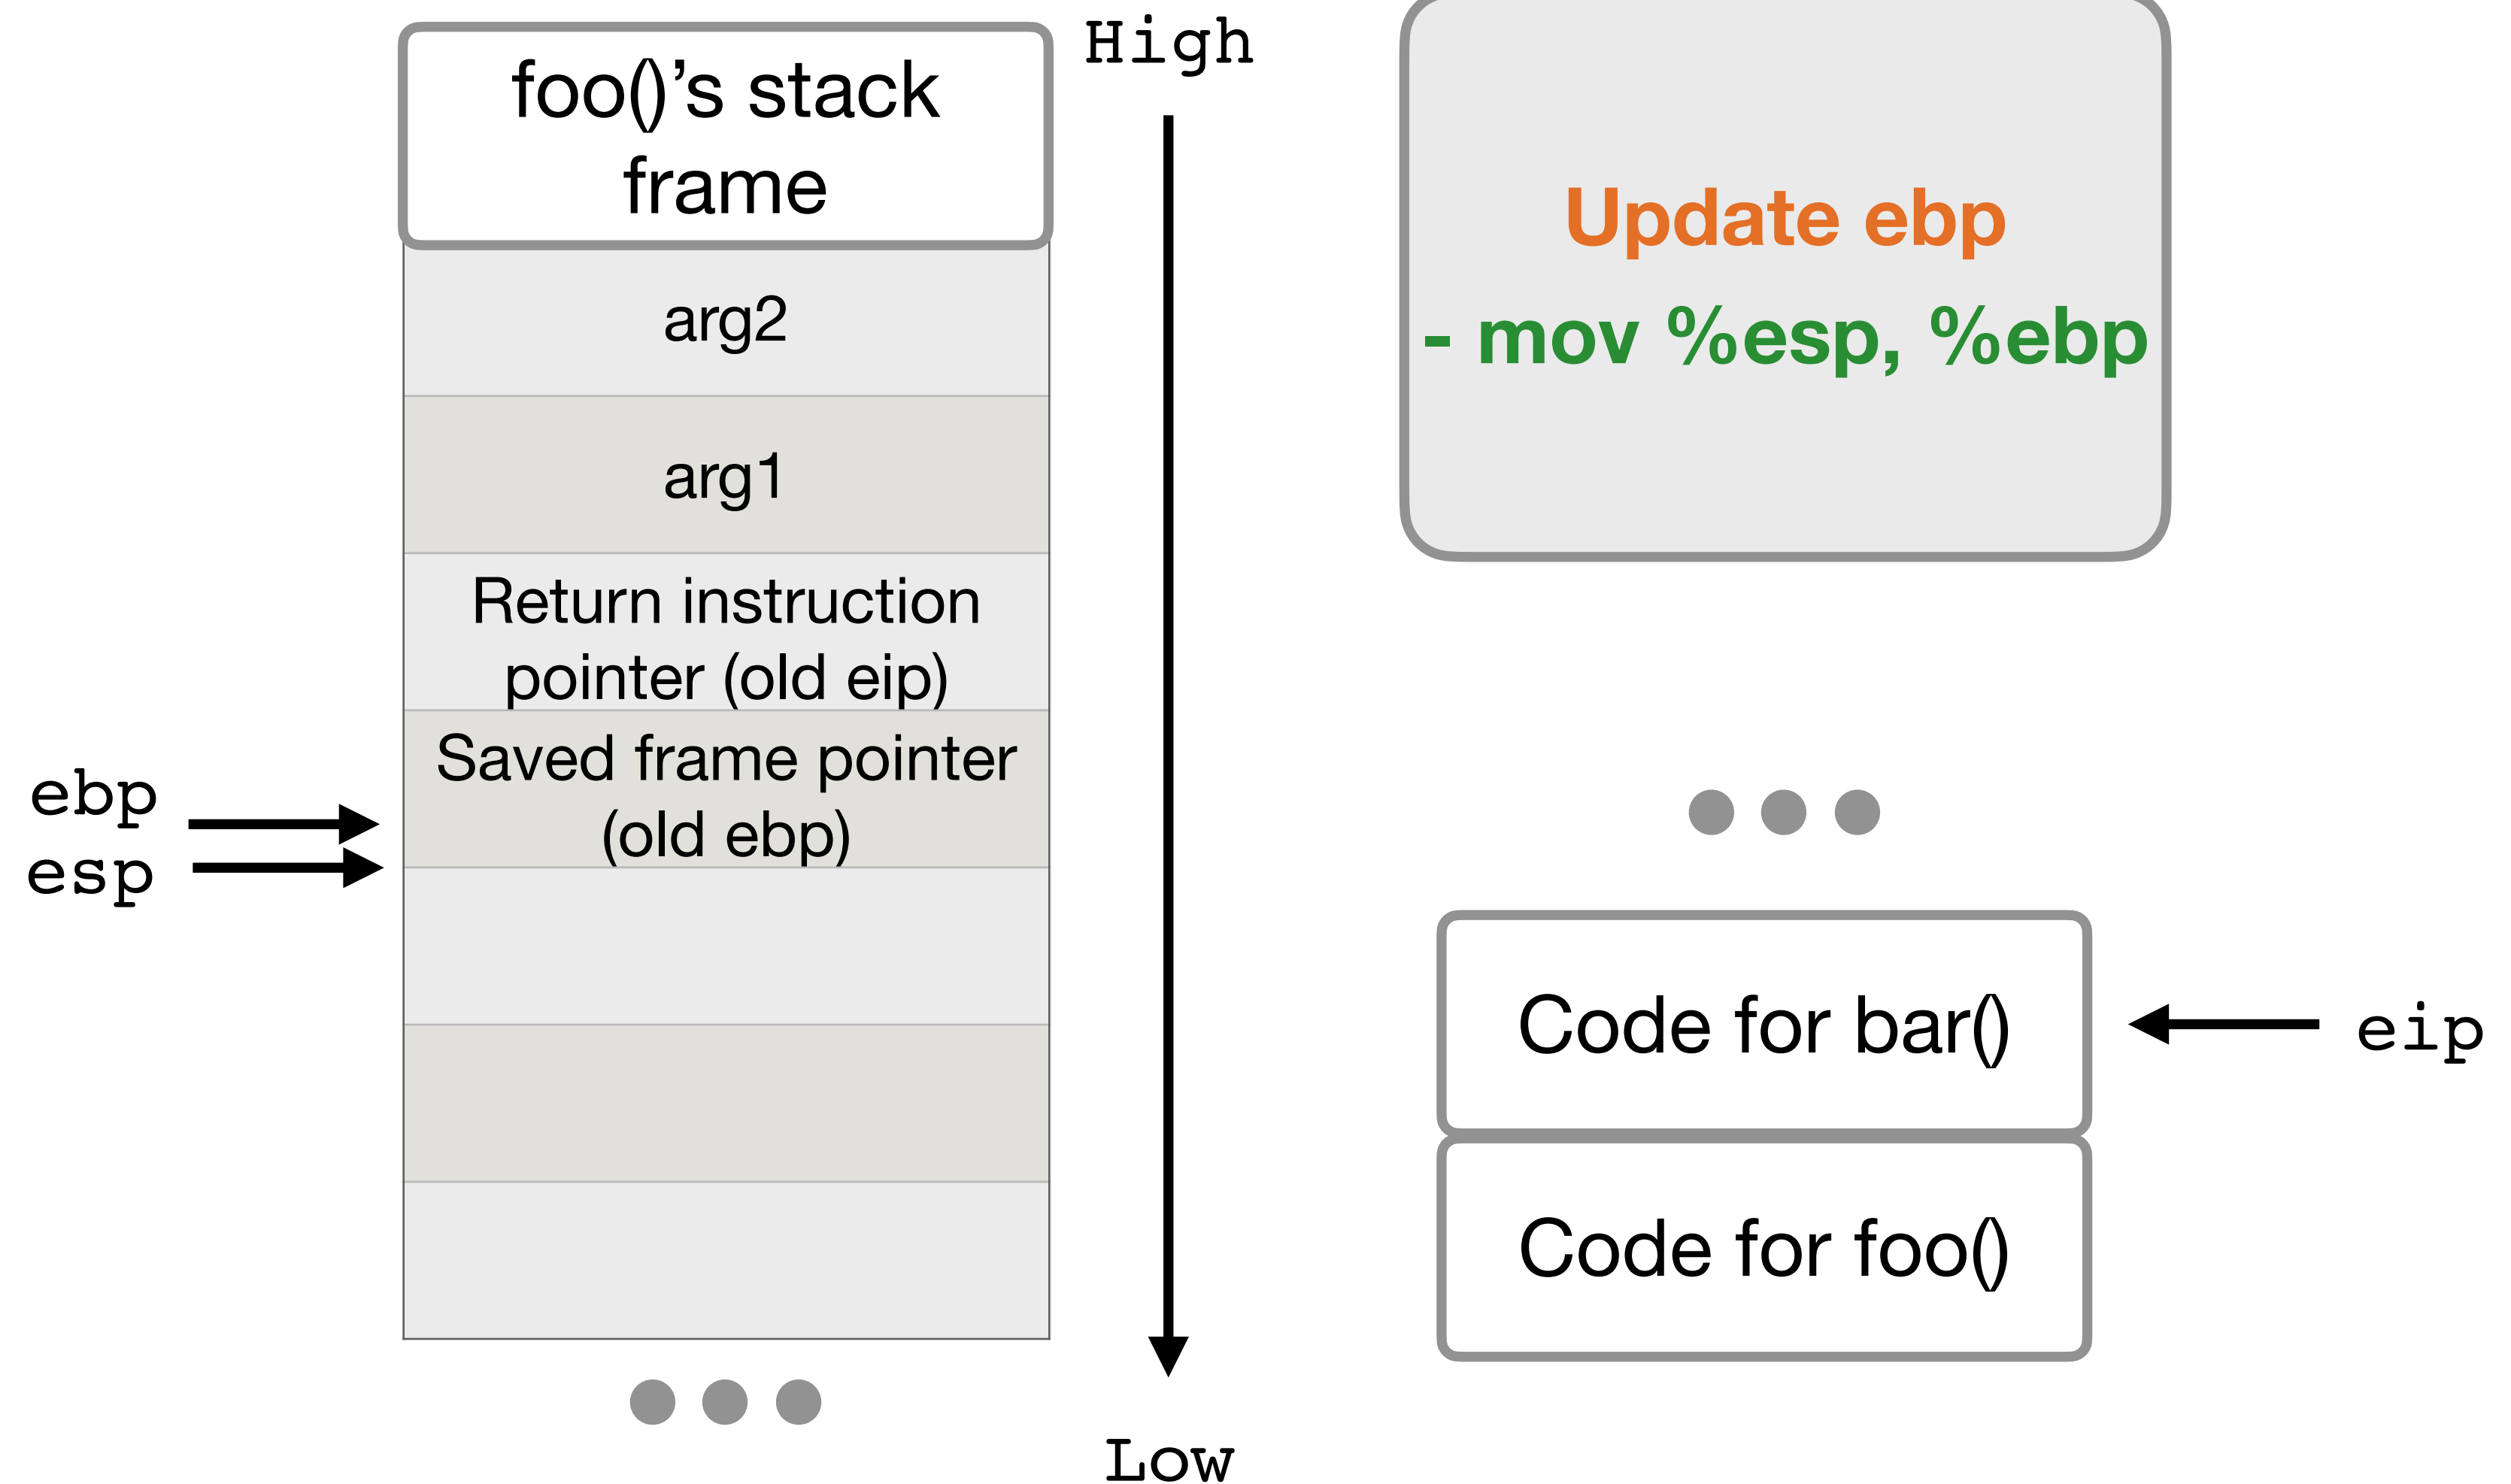 foo()’s stack
frame
arg2
arg1
Return instruction
pointer (old eip)
Saved frame pointer
(old ebp)
ebp
esp
High
Low
Update ebp
- mov %esp, %ebp
Code for bar()
eip
Code for foo()